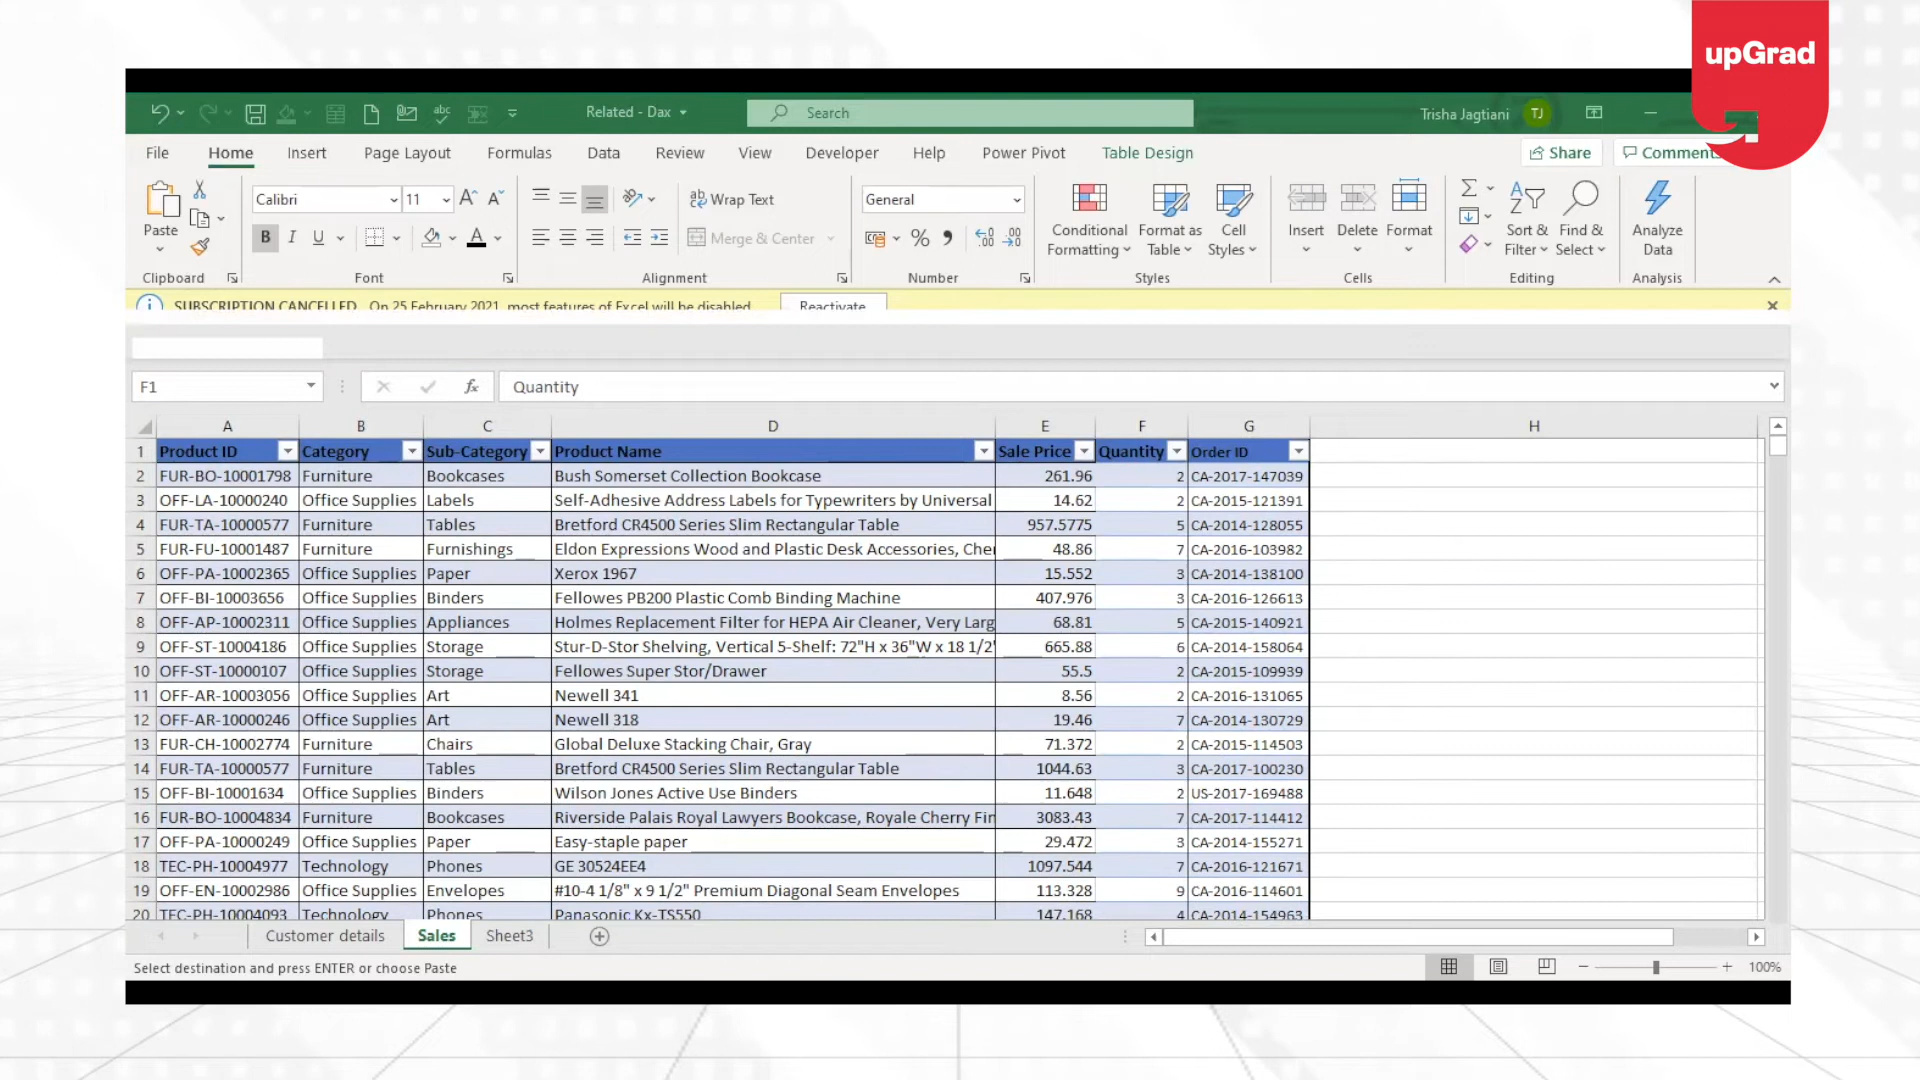 upGrad
Related - Dax
Search
Trisha Jagtiani
TJ
File Home Insert Page Layout Formulas Data Review View Developer Help Power Pivot Table Design
Share
Comment
Paste
Calibri 11
Wrap Text
General
B I U
Merge & Center
Conditional Formatting
Format as Table
Cell Styles
Insert Delete Format
Sort & Filter
Find & Select
Analyze Data
Clipboard Font Alignment Number Styles Cells Editing Analysis
SUBSCRIPTION CANCELLED On 25 February 2021, most features of Excel will be disabled Reactivate
F1 fx Quantity
A B C D E F G H
1 Product ID Category Sub-Category Product Name Sale Price Quantity Order ID
2 FUR-BO-10001798 Furniture Bookcases Bush Somerset Collection Bookcase 261.96 2 CA-2017-147039
3 OFF-LA-10000240 Office Supplies Labels Self-Adhesive Address Labels for Typewriters by Universal 14.62 2 CA-2015-121391
4 FUR-TA-10000577 Furniture Tables Bretford CR4500 Series Slim Rectangular Table 957.5775 5 CA-2014-128055
5 FUR-FU-10001487 Furniture Furnishings Eldon Expressions Wood and Plastic Desk Accessories, Cher 48.86 7 CA-2016-103982
6 OFF-PA-10002365 Office Supplies Paper Xerox 1967 15.552 3 CA-2014-138100
7 OFF-BI-10003656 Office Supplies Binders Fellowes PB200 Plastic Comb Binding Machine 407.976 3 CA-2016-126613
8 OFF-AP-10002311 Office Supplies Appliances Holmes Replacement Filter for HEPA Air Cleaner, Very Larg 68.81 5 CA-2015-140921
9 OFF-ST-10004186 Office Supplies Storage Stur-D-Stor Shelving, Vertical 5-Shelf: 72"H x 36"W x 18 1/2" 665.88 6 CA-2014-158064
10 OFF-ST-10000107 Office Supplies Storage Fellowes Super Stor/Drawer 55.5 2 CA-2015-109939
11 OFF-AR-10003056 Office Supplies Art Newell 341 8.56 2 CA-2016-131065
12 OFF-AR-10000246 Office Supplies Art Newell 318 19.46 7 CA-2014-130729
13 FUR-CH-10002774 Furniture Chairs Global Deluxe Stacking Chair, Gray 71.372 2 CA-2015-114503
14 FUR-TA-10000577 Furniture Tables Bretford CR4500 Series Slim Rectangular Table 1044.63 3 CA-2017-100230
15 OFF-BI-10001634 Office Supplies Binders Wilson Jones Active Use Binders 11.648 2 US-2017-169488
16 FUR-BO-10004834 Furniture Bookcases Riverside Palais Royal Lawyers Bookcase, Royale Cherry Fin 3083.43 7 CA-2017-114412
17 OFF-PA-10000249 Office Supplies Paper Easy-staple paper 29.472 3 CA-2014-155271
18 TEC-PH-10004977 Technology Phones GE 30524EE4 1097.544 7 CA-2016-121671
19 OFF-EN-10002986 Office Supplies Envelopes #10-4 1/8" x 9 1/2" Premium Diagonal Seam Envelopes 113.328 9 CA-2016-114601
20 TEC-PH-10004093 Technology Phones Panasonic Kx-TS550 147.168 4 CA-2014-154963
Customer details Sales Sheet3
Select destination and press ENTER or choose Paste
100%